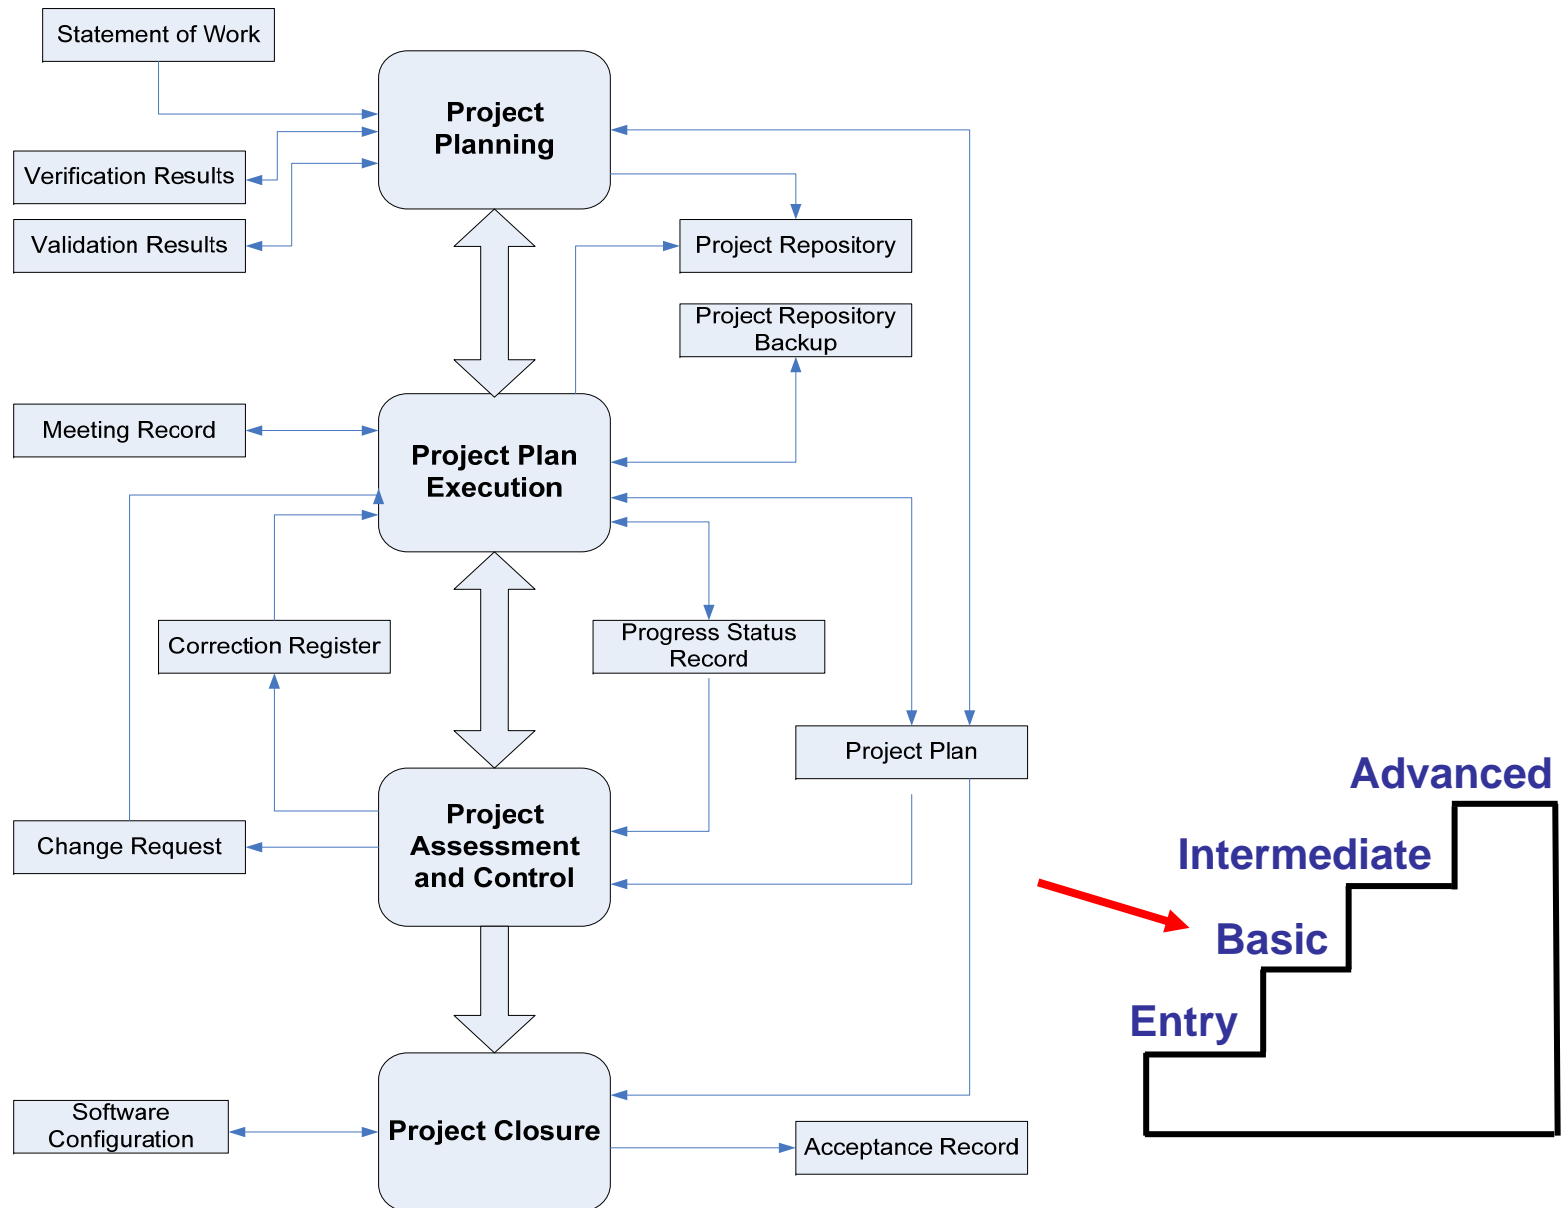 Statement of Work
Project
Planning
Verification Results
Validation Results
Project Repository
Project Repository
Backup
Meeting Record
Project Plan
Execution
Correction Register
Progress Status
Record
Project Plan
Project
Assessment
and Control
Change Request
Project Closure
Software
Configuration
Acceptance Record
Advanced
Intermediate
Basic
Entry